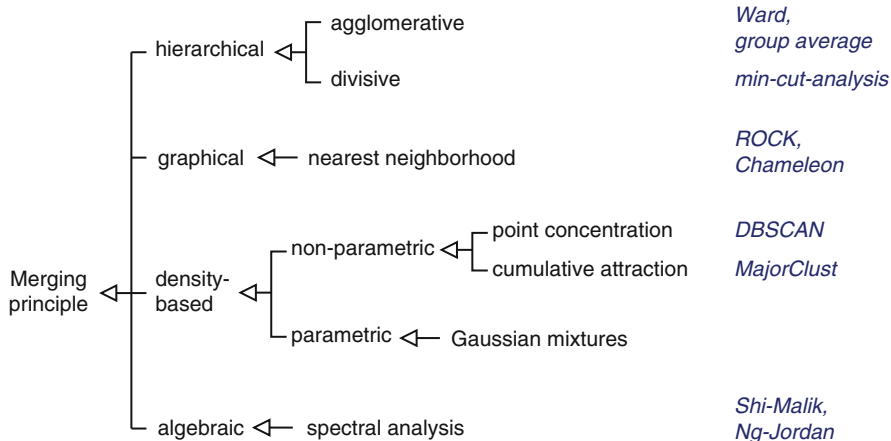 agglomerative
Ward,
group average
hierarchical
divisive
min-cut-analysis
graphical
nearest neighborhood
ROCK,
Chameleon
point concentration
DBSCAN
non-parametric
cumulative attraction
MajorClust
Merging
principle
density-
based
parametric
Gaussian mixtures
algebraic
spectral analysis
Shi-Malik,
Ng-Jordan